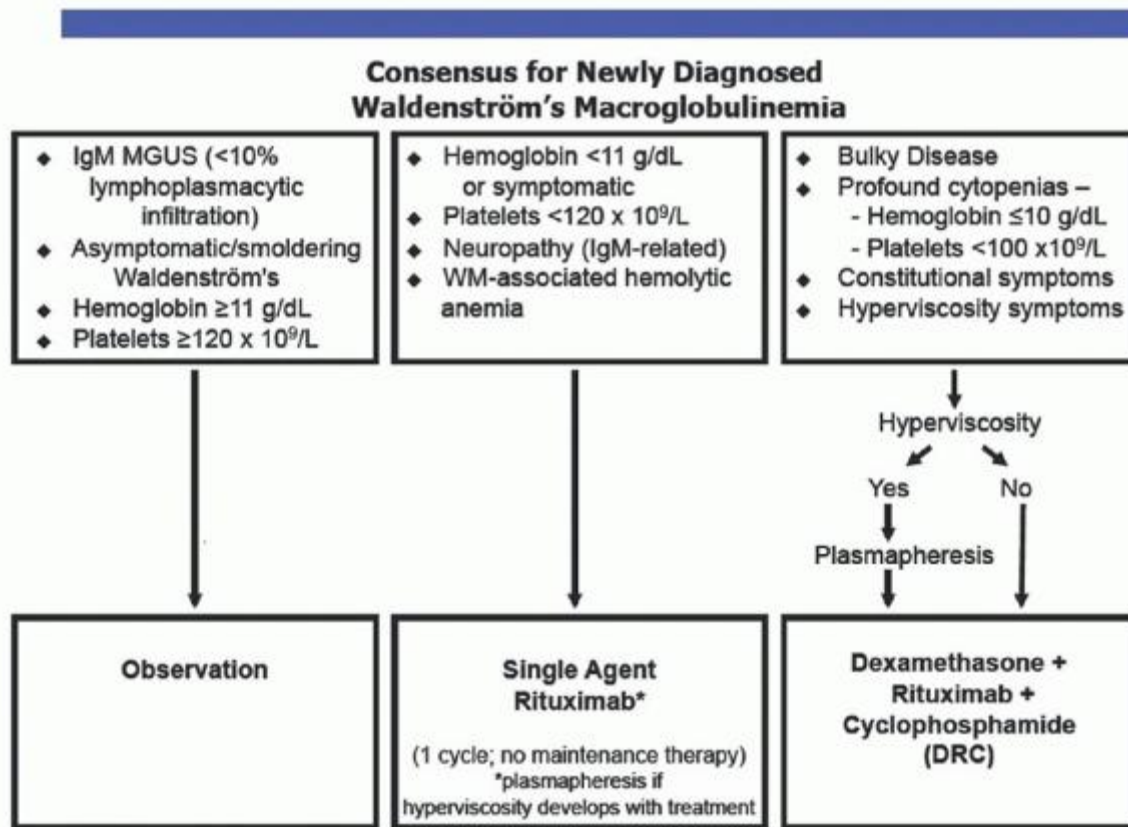 Consensus for Newly Diagnosed
Waldenström's Macroglobulinemia
◆ IgM MGUS (<10%
lymphoplasmacytic
infiltration)
◆ Asymptomatic/smoldering
Waldenström's
◆ Hemoglobin ≥11 g/dL
◆ Platelets ≥120 x 10⁹/L
◆ Hemoglobin <11 g/dL
or symptomatic
◆ Platelets <120 x 10⁹/L
◆ Neuropathy (IgM-related)
◆ WM-associated hemolytic
anemia
◆ Bulky Disease
◆ Profound cytopenias –
- Hemoglobin ≤10 g/dL
- Platelets <100 x10⁹/L
◆ Constitutional symptoms
◆ Hyperviscosity symptoms
Hyperviscosity
Yes No
Plasmapheresis
Observation
Single Agent
Rituximab*
(1 cycle; no maintenance therapy)
*plasmapheresis if
hyperviscosity develops with treatment
Dexamethasone +
Rituximab +
Cyclophosphamide
(DRC)